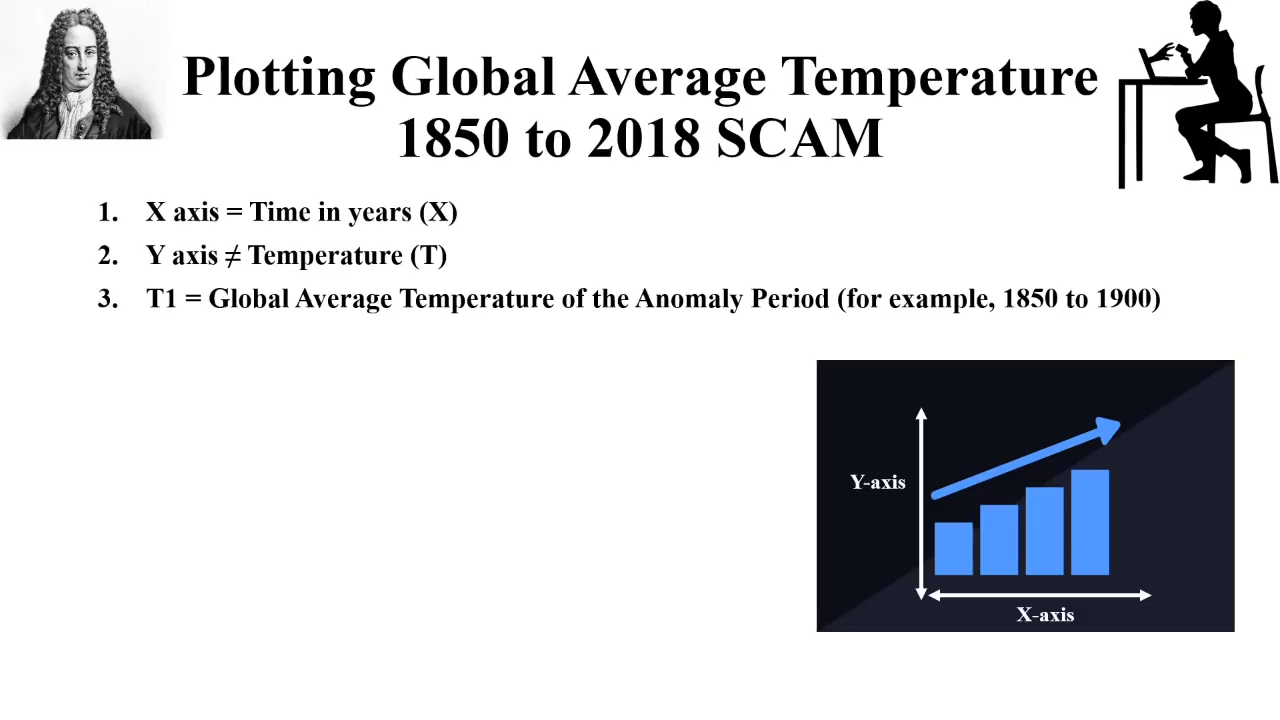 Plotting Global Average Temperature
1850 to 2018 SCAM
1. X axis = Time in years (X)
2. Y axis ≠ Temperature (T)
3. T1 = Global Average Temperature of the Anomaly Period (for example, 1850 to 1900)
Y-axis
X-axis